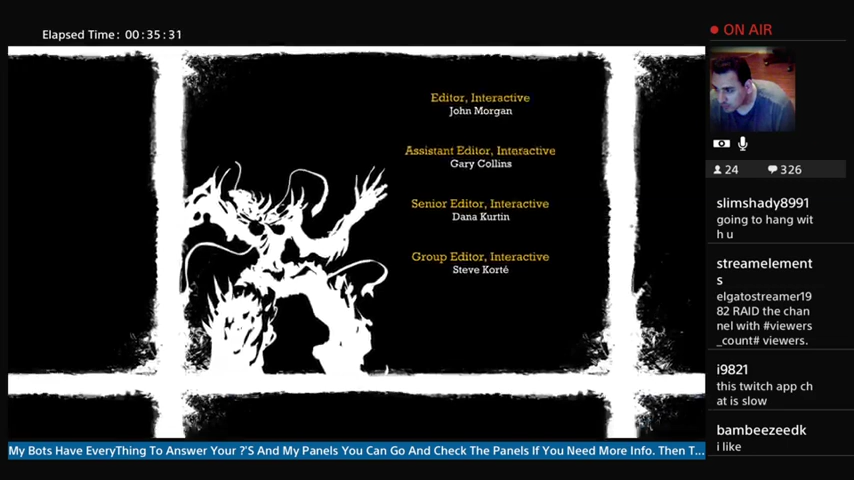 Elapsed Time: 00:35:31
ON AIR
Editor, Interactive
John Morgan
Assistant Editor, Interactive
Gary Collins
Senior Editor, Interactive
Dana Kurtin
Group Editor, Interactive
Steve Korté
24 326
slimshady8991
going to hang wit
h u
streamelement
s
elgatostreamer19
82 RAID the chan
nel with #viewers
_count# viewers.
i9821
this twitch app ch
at is slow
bambeezeedk
i like
My Bots Have EveryThing To Answer Your ?'S And My Panels You Can Go And Check The Panels If You Need More Info. Then T...